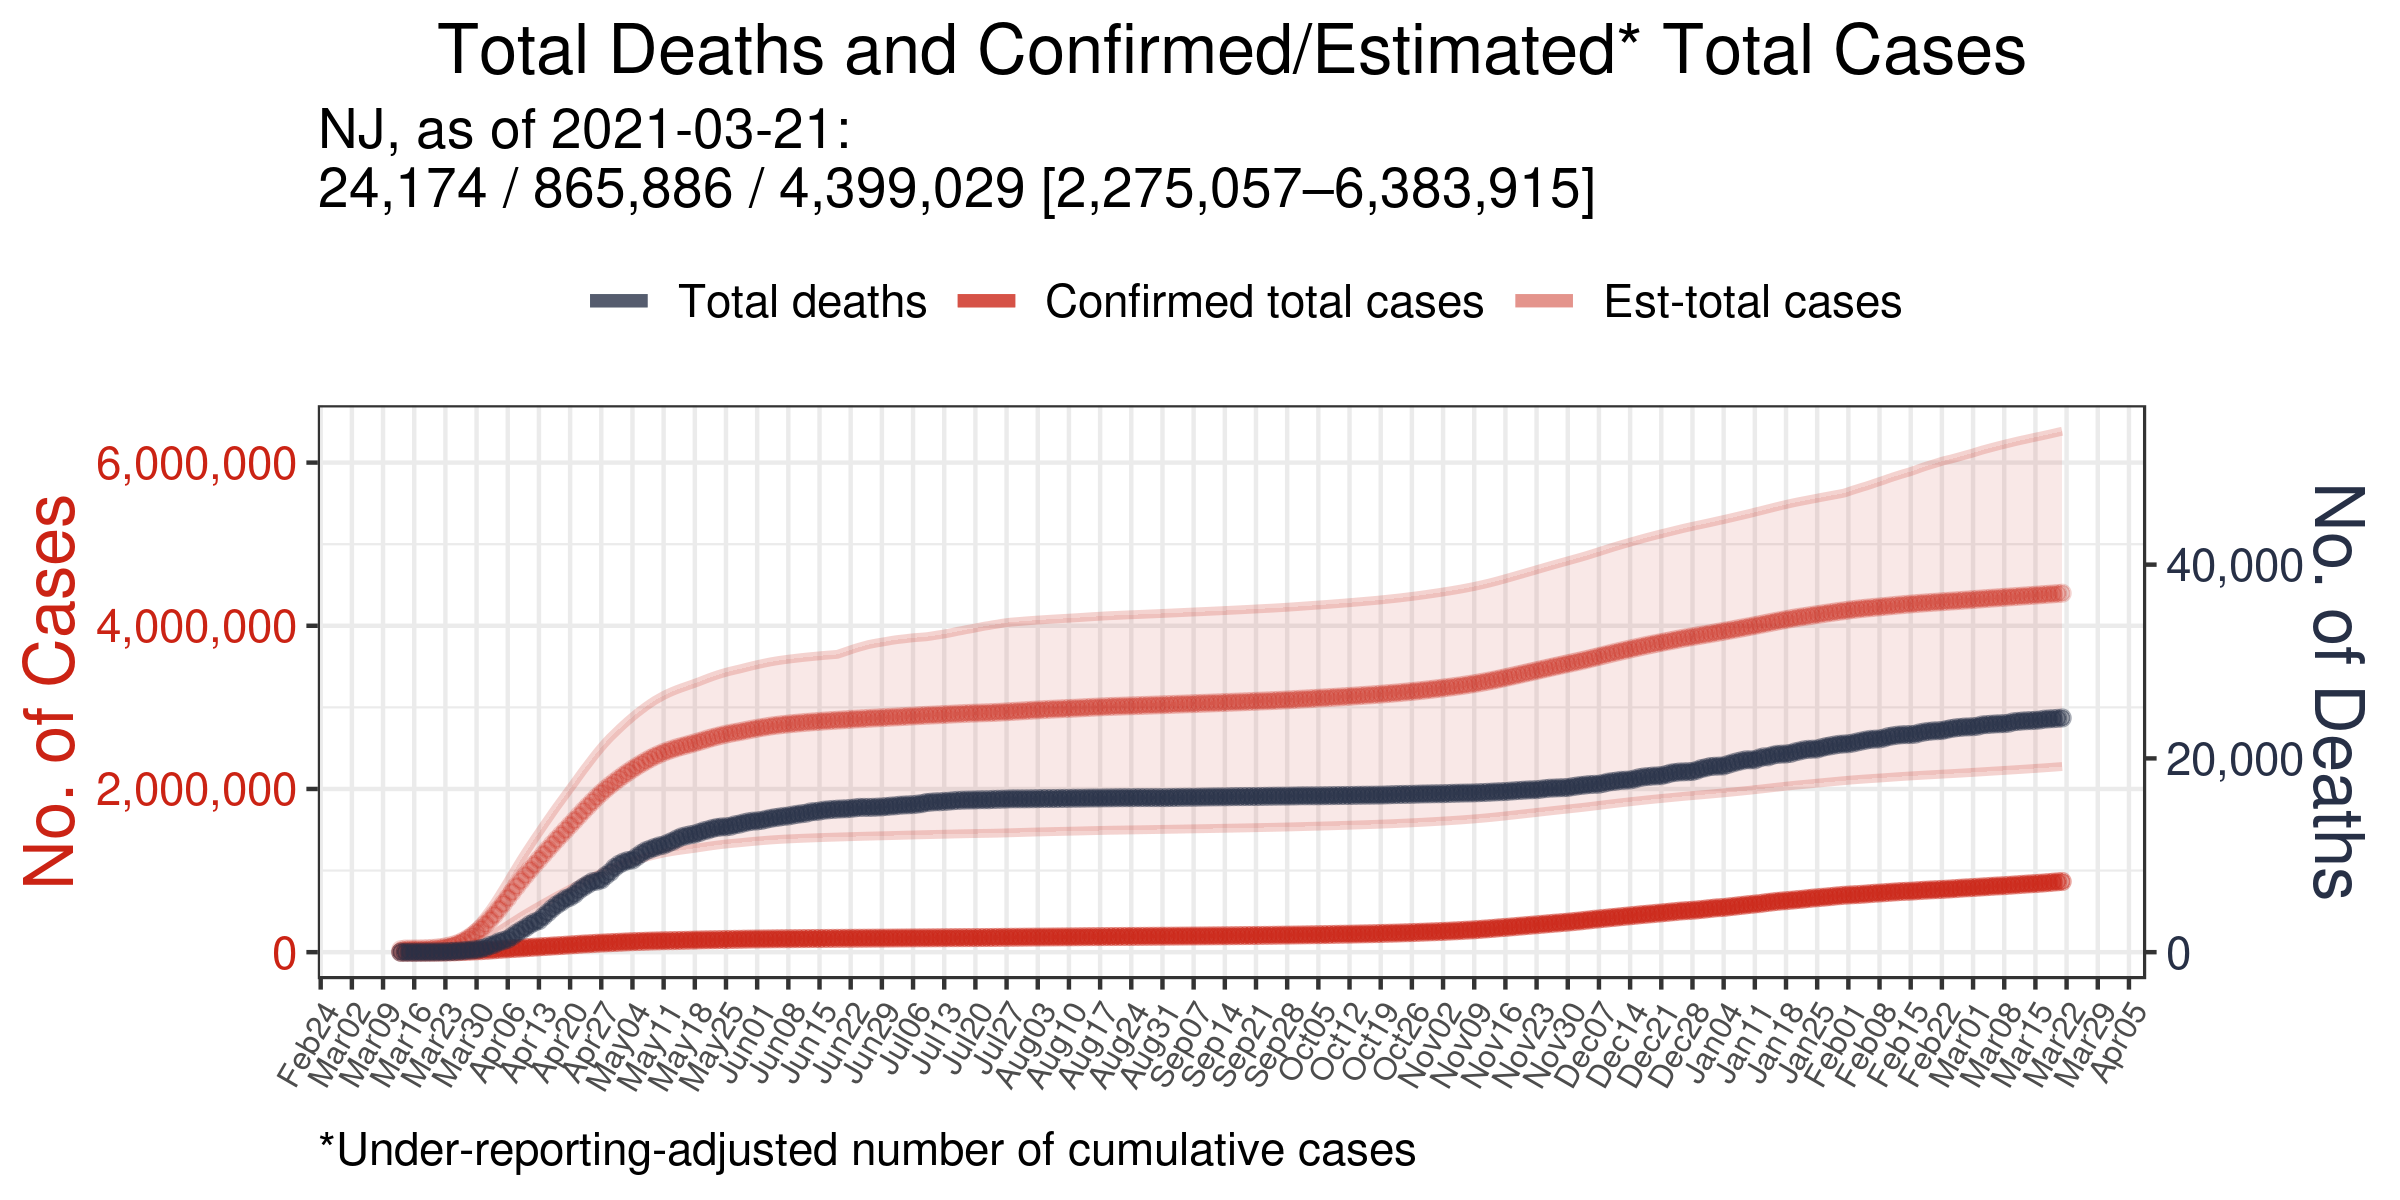 Total Deaths and Confirmed/Estimated* Total Cases
NJ, as of 2021-03-21:
24,174 / 865,886 / 4,399,029 [2,275,057–6,383,915]
Total deaths
Confirmed total cases
Est-total cases
No. of Cases
6,000,000
4,000,000
2,000,000
0
40,000
20,000
0
No. of Deaths
Feb24
Mar02
Mar09
Mar16
Mar23
Mar30
Apr06
Apr13
Apr20
Apr27
May04
May11
May18
May25
Jun01
Jun08
Jun15
Jun22
Jun29
Jul06
Jul13
Jul20
Jul27
Aug03
Aug10
Aug17
Aug24
Aug31
Sep07
Sep14
Sep21
Sep28
Oct05
Oct12
Oct19
Oct26
Nov02
Nov09
Nov16
Nov23
Nov30
Dec07
Dec14
Dec21
Dec28
Jan04
Jan11
Jan18
Jan25
Feb01
Feb08
Feb15
Feb22
Mar01
Mar08
Mar15
Mar22
Mar29
Apr05
*Under-reporting-adjusted number of cumulative cases